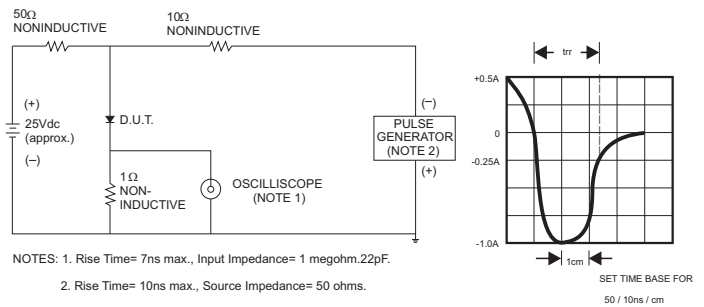 50Ω
NONINDUCTIVE
10Ω
NONINDUCTIVE
trr
+0.5A
(+)
25Vdc
(approx.)
(–)
D.U.T.
(–)
PULSE
GENERATOR
(NOTE 2)
(+)
0
-0.25A
1Ω
NON-
INDUCTIVE
OSCILLISCOPE
(NOTE 1)
-1.0A
1cm
NOTES: 1. Rise Time= 7ns max., Input Impedance= 1 megohm.22pF.
2. Rise Time= 10ns max., Source Impedance= 50 ohms.
SET TIME BASE FOR
50 / 10ns / cm